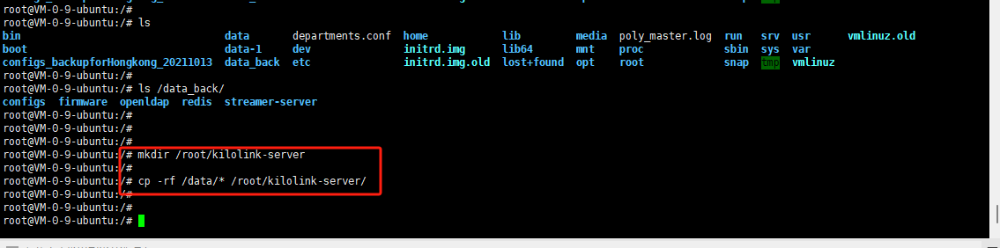 root@VM-0-9-ubuntu:/#
root@VM-0-9-ubuntu:/# ls
bin data departments.conf home lib media poly_master.log run srv usr vmlinuz.old
boot data-1 dev initrd.img lib64 mnt proc sbin sys var
configs_backupforHongkong_20211013 data_back etc initrd.img.old lost+found opt root snap tmp vmlinuz
root@VM-0-9-ubuntu:/#
root@VM-0-9-ubuntu:/# ls /data_back/
configs firmware openldap redis streamer-server
root@VM-0-9-ubuntu:/#
root@VM-0-9-ubuntu:/#
root@VM-0-9-ubuntu:/#
root@VM-0-9-ubuntu:/# mkdir /root/kilolink-server
root@VM-0-9-ubuntu:/#
root@VM-0-9-ubuntu:/# cp -rf /data/* /root/kilolink-server/
root@VM-0-9-ubuntu:/#
root@VM-0-9-ubuntu:/#
root@VM-0-9-ubuntu:/#